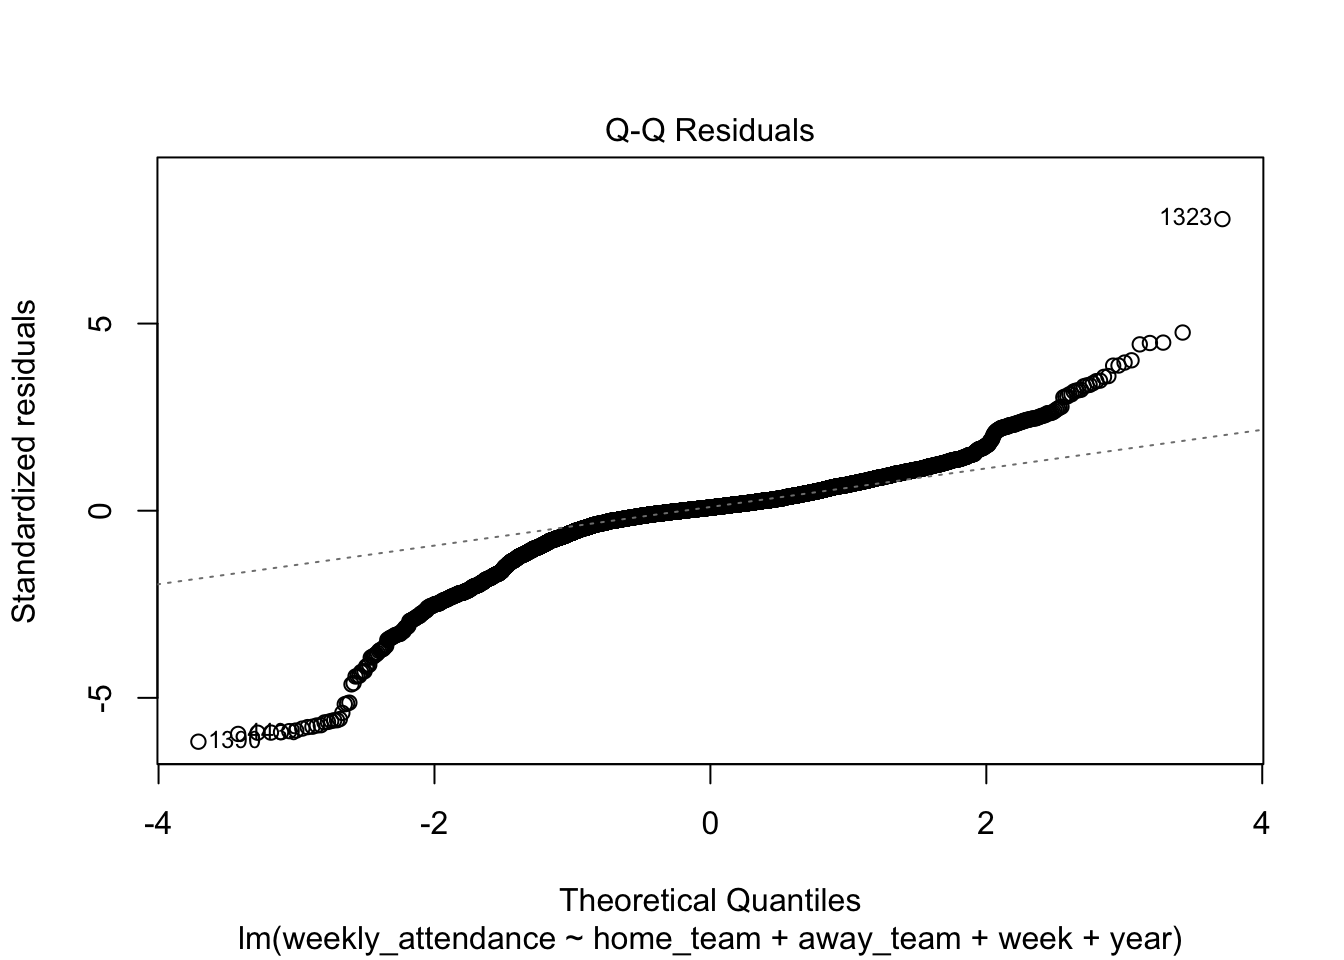 Q-Q Residuals
1323
Standardized residuals
5
0
-5
1390
-4
-2
0
2
4
Theoretical Quantiles
lm(weekly_attendance ~ home_team + away_team + week + year)